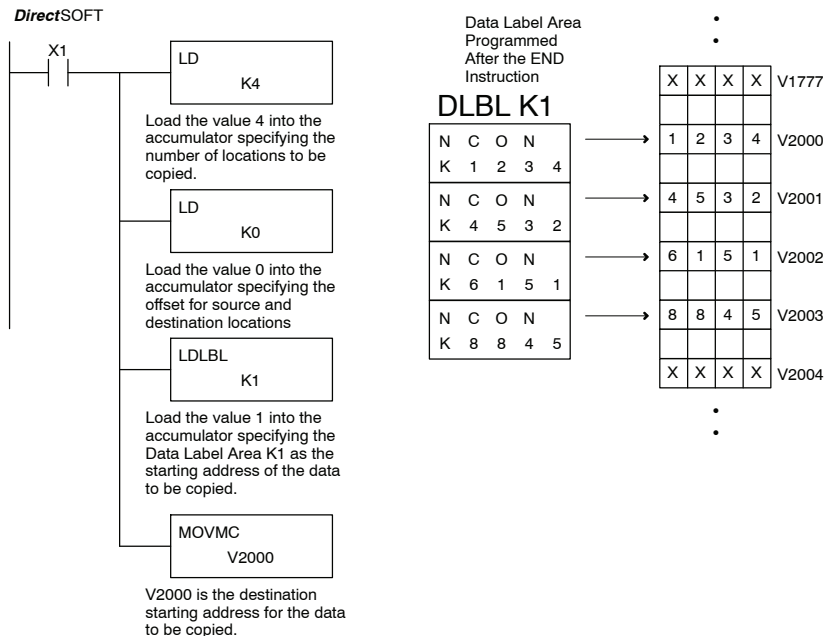 DirectSOFT
X1
LD
K4
Load the value 4 into the
accumulator specifying the
number of locations to be
copied.
LD
K0
Load the value 0 into the
accumulator specifying the
offset for source and
destination locations
LDLBL
K1
Load the value 1 into the
accumulator specifying the
Data Label Area K1 as the
starting address of the data
to be copied.
MOVMC
V2000
V2000 is the destination
starting address for the data
to be copied.
Data Label Area
Programmed
After the END
Instruction
DLBL K1
N C O N
K 1 2 3 4
N C O N
K 4 5 3 2
N C O N
K 6 1 5 1
N C O N
K 8 8 4 5
X X X X V1777
1 2 3 4 V2000
4 5 3 2 V2001
6 1 5 1 V2002
8 8 4 5 V2003
X X X X V2004